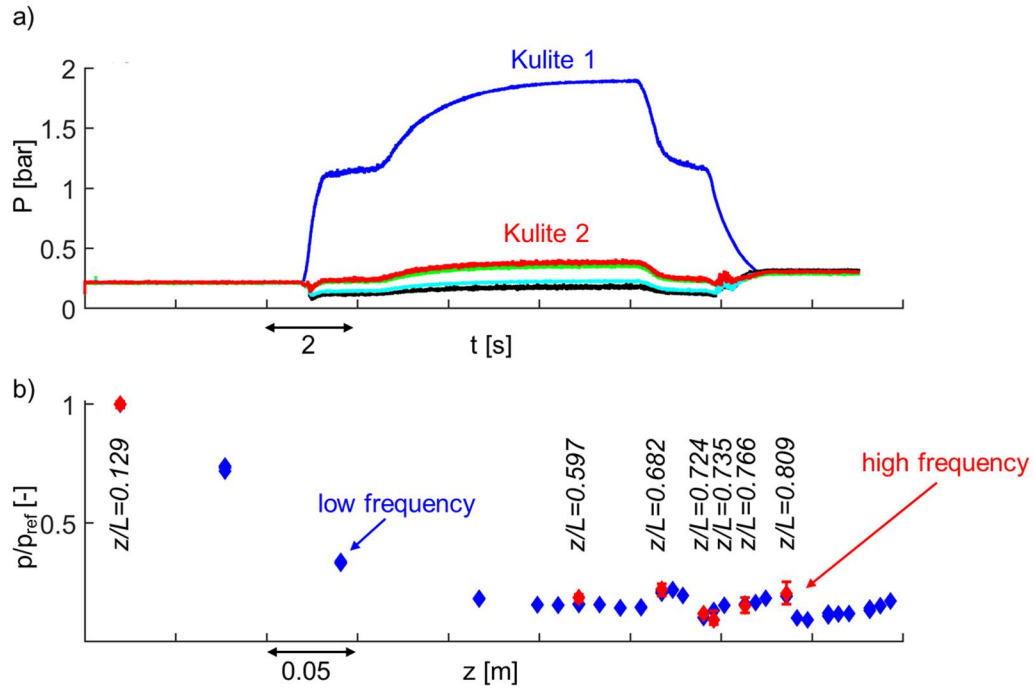 a)
Kulite 1
2
1.5
1
0.5
0
P [bar]
Kulite 2
2
t [s]
b)
1
0.5
p/pref [-]
z/L=0.129
z/L=0.597
z/L=0.682
z/L=0.724
z/L=0.735
z/L=0.766
z/L=0.809
high frequency
low frequency
0.05
z [m]